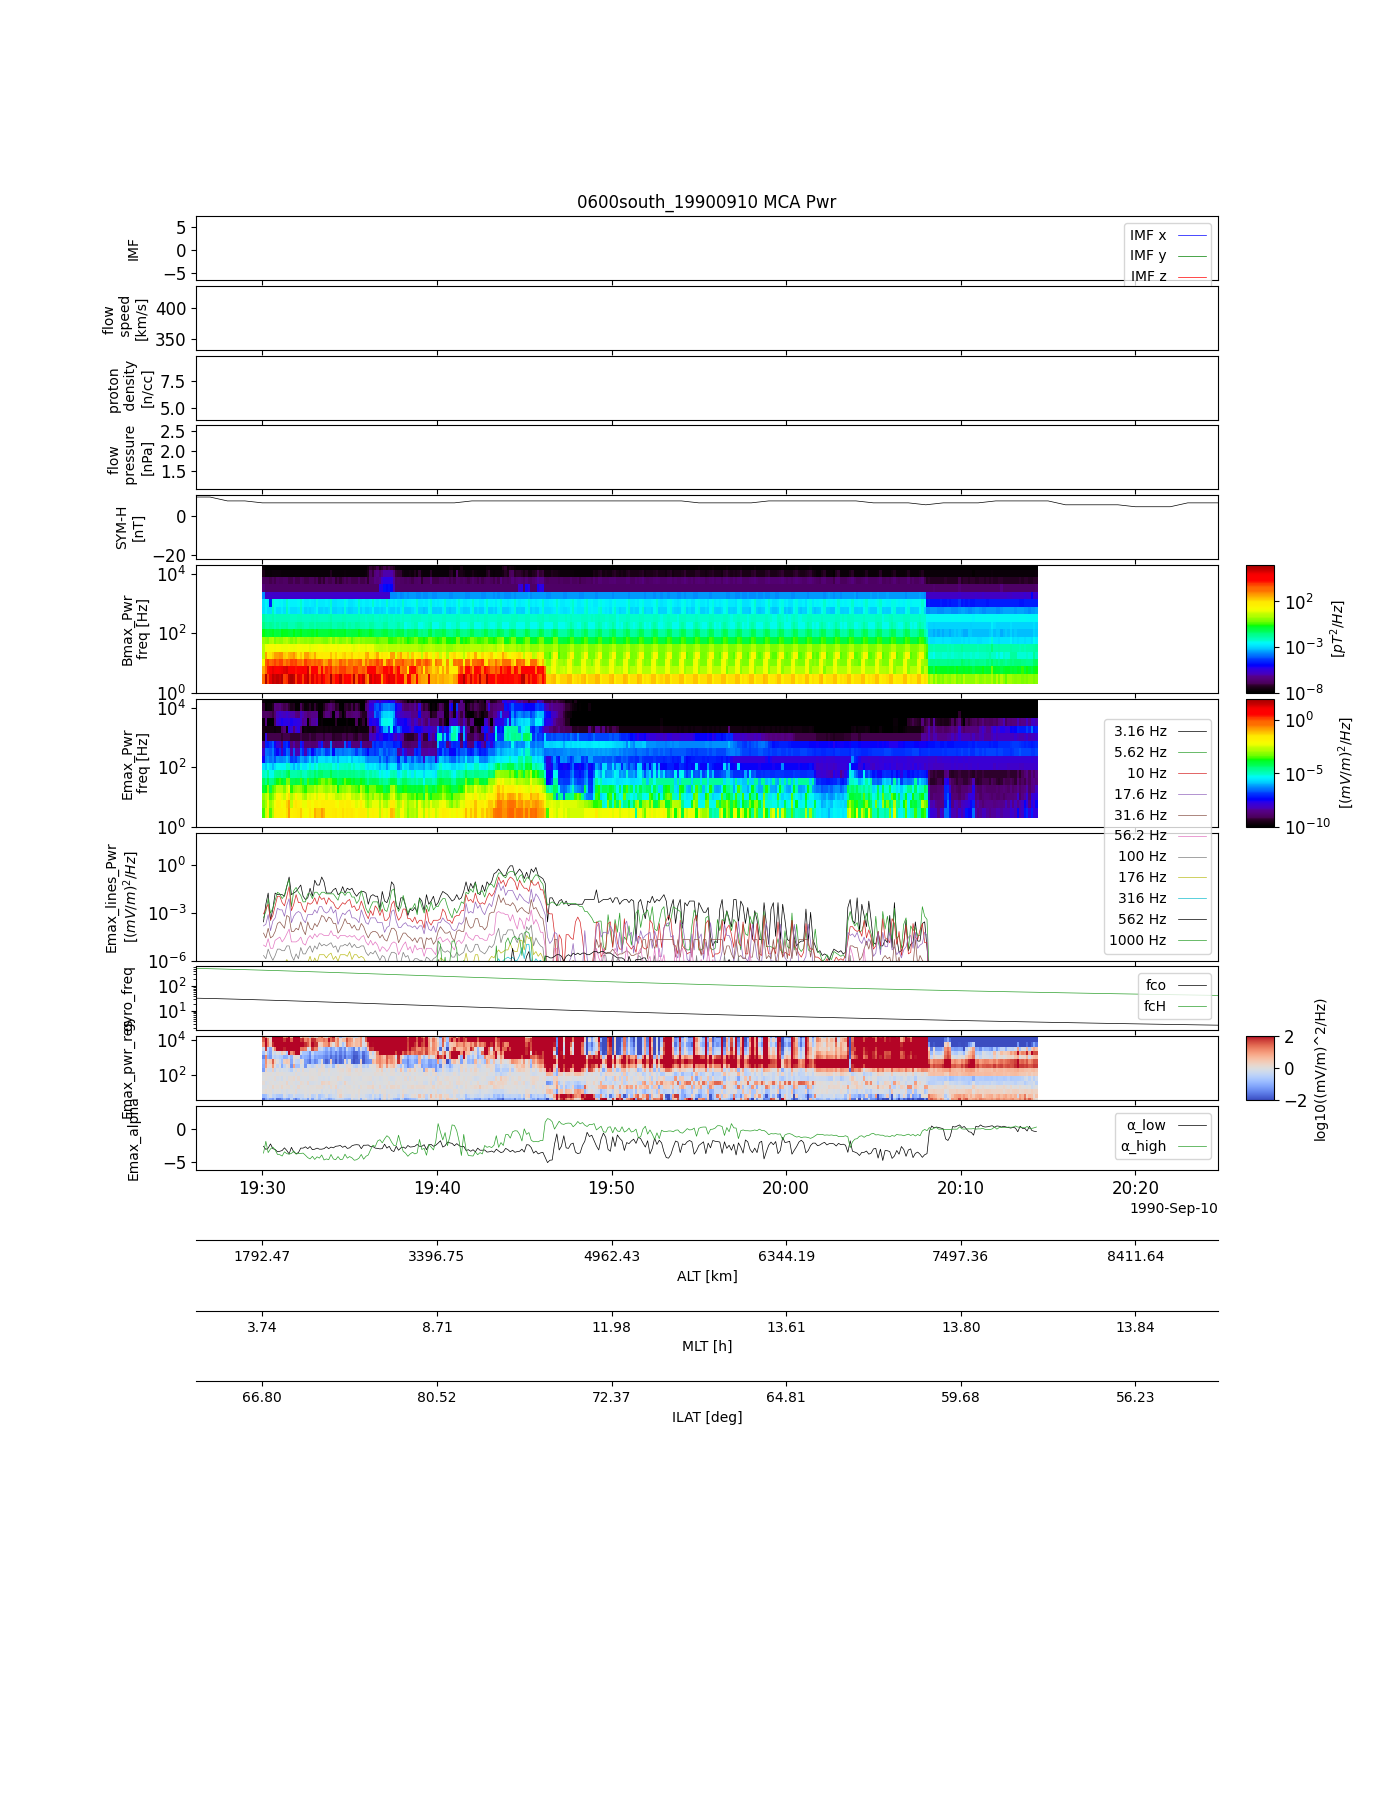 0600south_19900910 MCA Pwr
IMF
5
0
−5
IMF x
IMF y
IMF z
flow
speed
[km/s]
400
350
proton
density
[n/cc]
7.5
5.0
flow
pressure
[nPa]
2.5
2.0
1.5
SYM-H
[nT]
0
−20
Bmax_Pwr
freq [Hz]
10^4
10^2
10^0
10^2
10^-3
10^-8
[pT^2/Hz]
Emax_Pwr
freq [Hz]
10^4
10^2
10^0
10^0
10^-5
10^-10
[(mV/m)^2/Hz]
3.16 Hz
5.62 Hz
10 Hz
17.6 Hz
31.6 Hz
56.2 Hz
100 Hz
176 Hz
316 Hz
562 Hz
1000 Hz
Emax_lines_Pwr
[(mV/m)^2/Hz]
10^0
10^-3
10^-6
gyro_freq
10^2
10^1
fco
fcH
Emax_pwr_rer
10^4
10^2
2
0
−2
log10((mV/m)^2/Hz)
Emax_alpha
0
−5
α_low
α_high
19:30 19:40 19:50 20:00 20:10 20:20
1990-Sep-10
1792.47 3396.75 4962.43 6344.19 7497.36 8411.64
ALT [km]
3.74 8.71 11.98 13.61 13.80 13.84
MLT [h]
66.80 80.52 72.37 64.81 59.68 56.23
ILAT [deg]